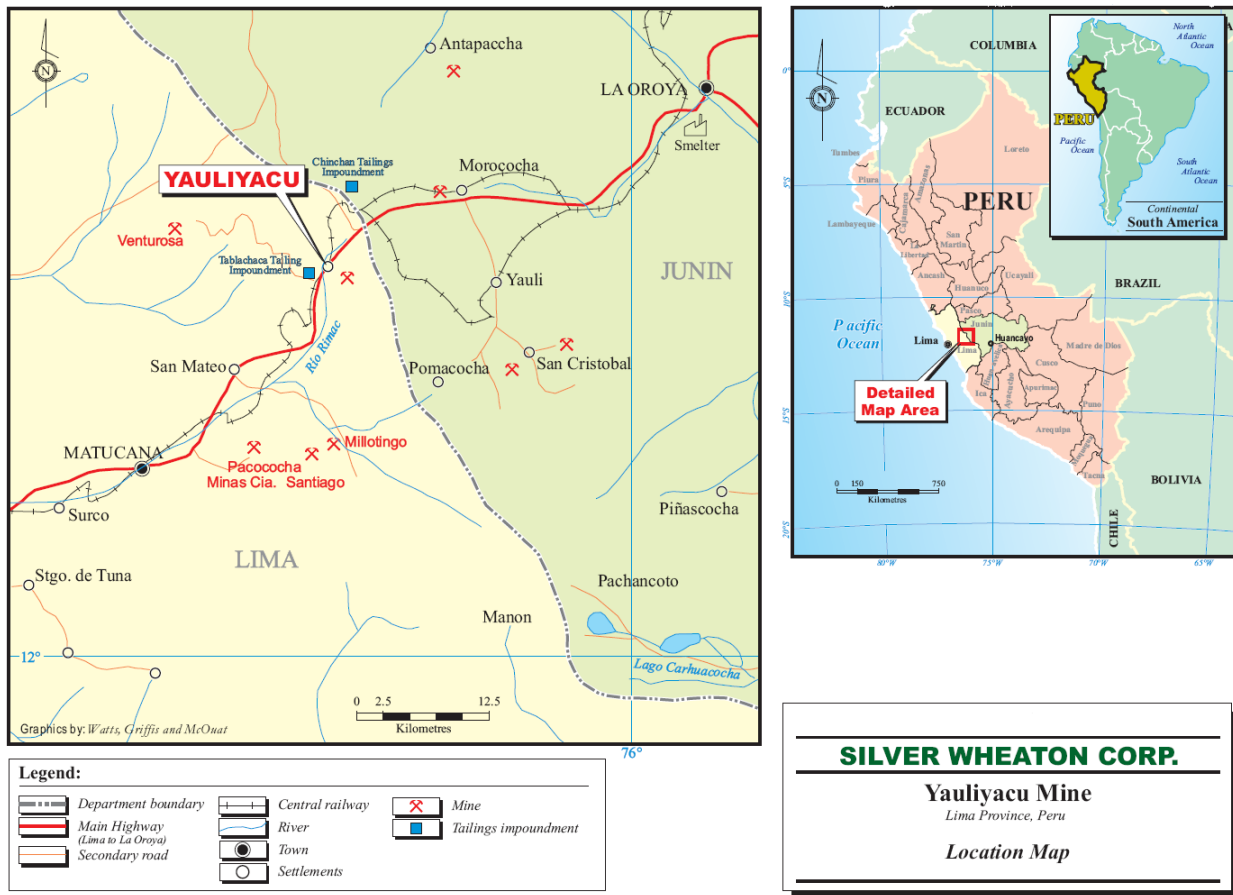 N
Antapaccha
LA OROYA
Smelter
Chinchan Tailings
Impoundment
Morococha
YAULIYACU
Venturosa
Tablachaca Tailing
Impoundment
JUNIN
Yauli
Rio Rimac
San Mateo
Pomacocha
San Cristobal
Millotingo
MATUCANA
Pacococha
Minas Cia. Santiago
Surco
Piñascocha
LIMA
Stgo. de Tuna
Pachancoto
Manon
12°
Lago Carhuacocha
0 2.5 12.5
Kilometres
Graphics by: Watts, Griffis and McOuat
76°
Legend:
Department boundary
Main Highway
(Lima to La Oroya)
Secondary road
Central railway
River
Town
Settlements
Mine
Tailings impoundment
COLUMBIA
North
Atlantic
Ocean
0°
N
ECUADOR
PERU
Pacific
Ocean
South
Atlantic
Ocean
Continental
South America
Tumbes
Loreto
Piura
5°S
Amazonas
Cajamarca
PERU
Lambayeque
San
Martin
La
Libertad
Ancash
Ucayali
Huanuco
BRAZIL
10°S
Pasco
Junin
Pacific
Ocean
Lima
Huancayo
Lima
Madre de Dios
Cusco
Detailed
Map Area
Ica
Ayacucho
Apurimac
Puno
15°S
Arequipa
Moquegua
Tacna
0 150 750
Kilometres
BOLIVIA
CHILE
20°S
80°W
75°W
70°W
65°W
SILVER WHEATON CORP.
Yauliyacu Mine
Lima Province, Peru
Location Map